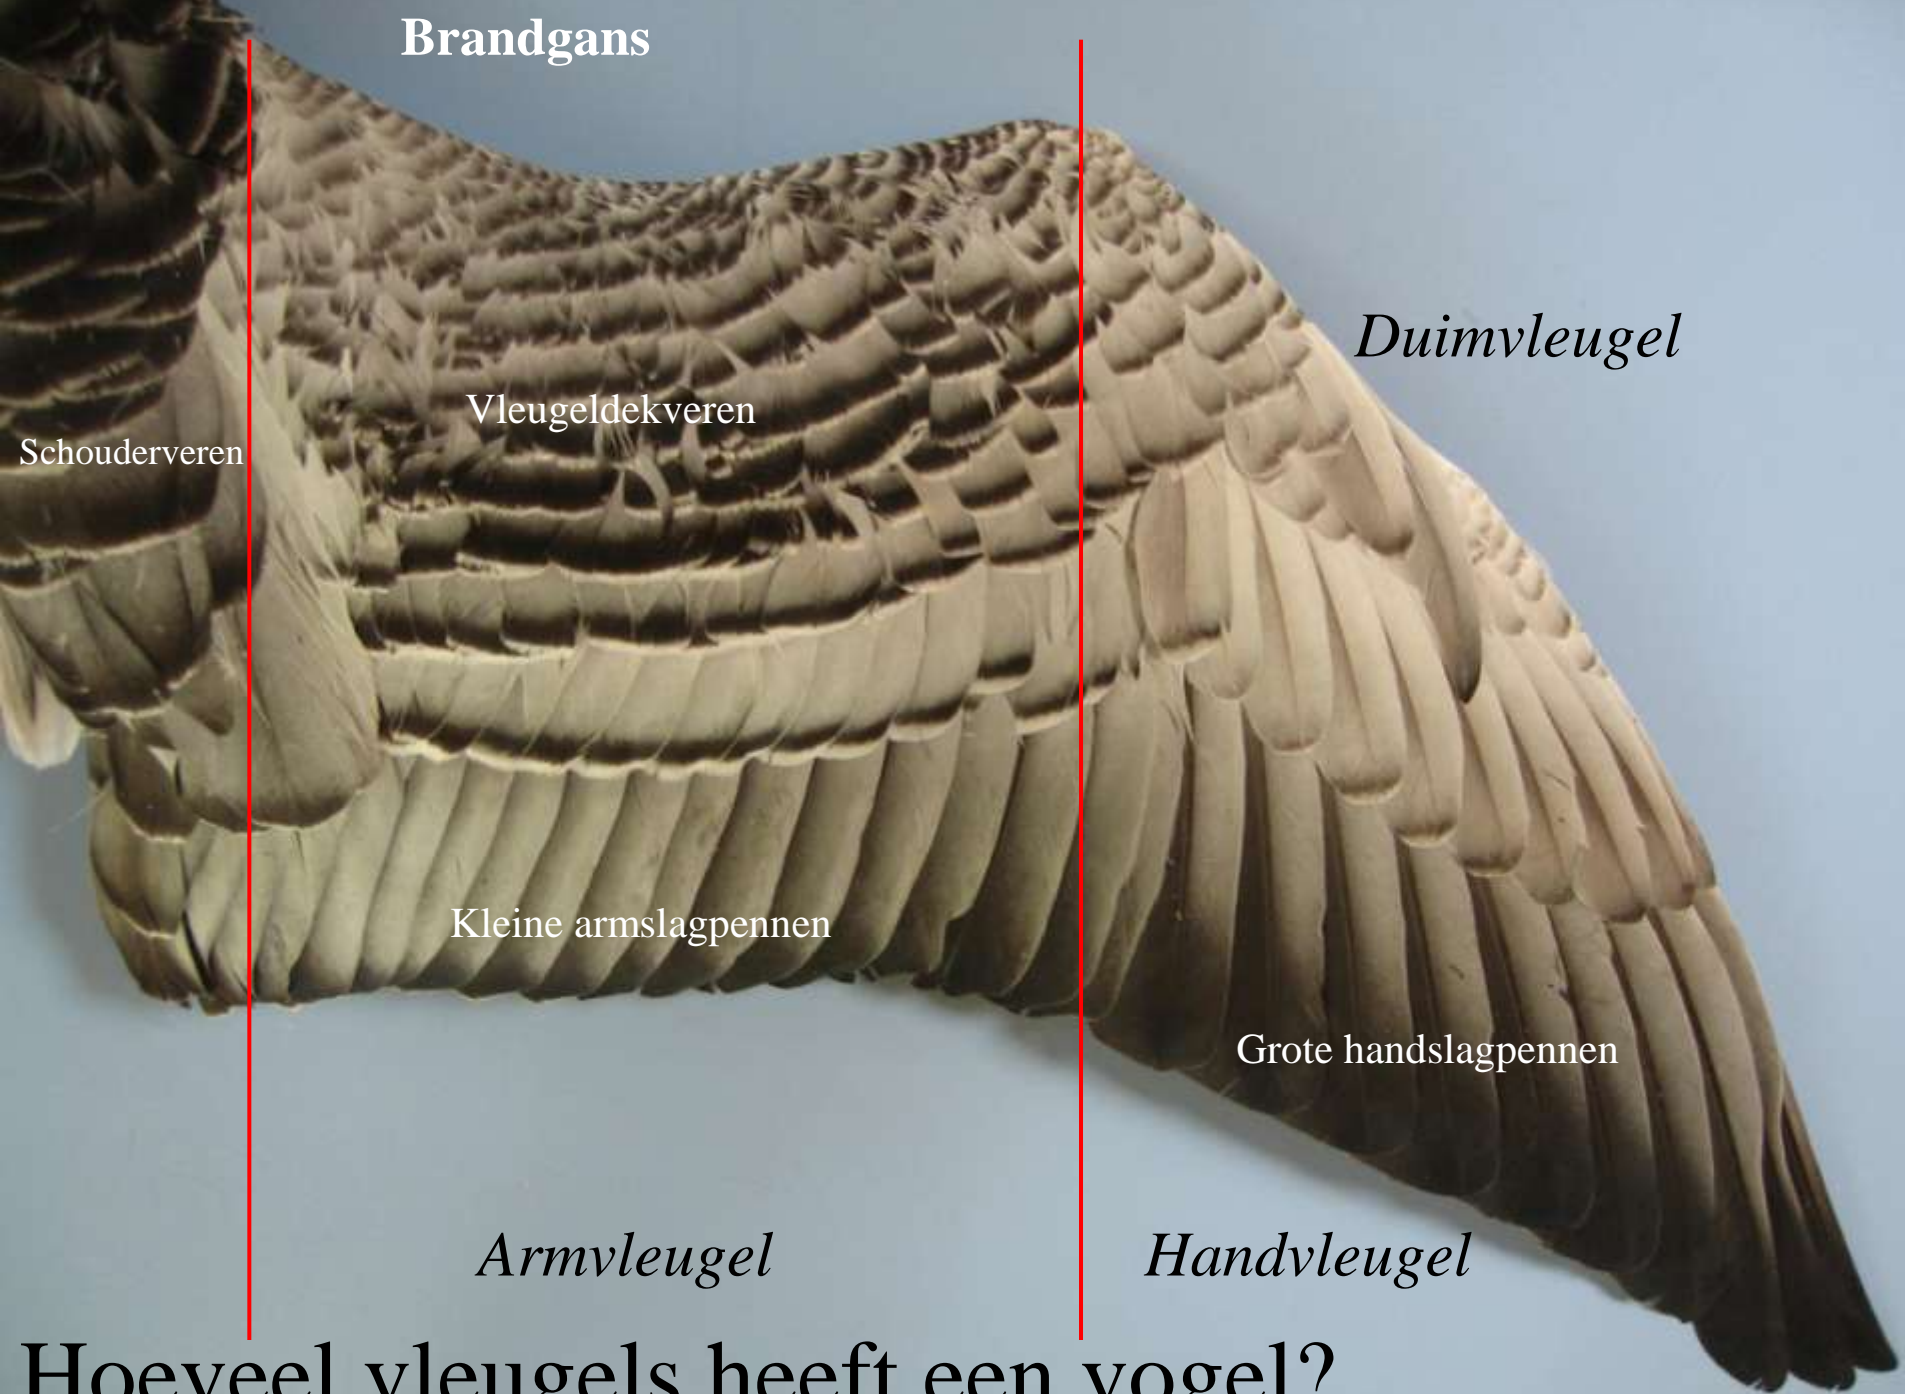 Brandgans
Duimvleugel
Vleugeldekveren
Schouderveren
Kleine armslagpennen
Grote handslagpennen
Armvleugel
Handvleugel
Hoeveel vleugels heeft een vogel?